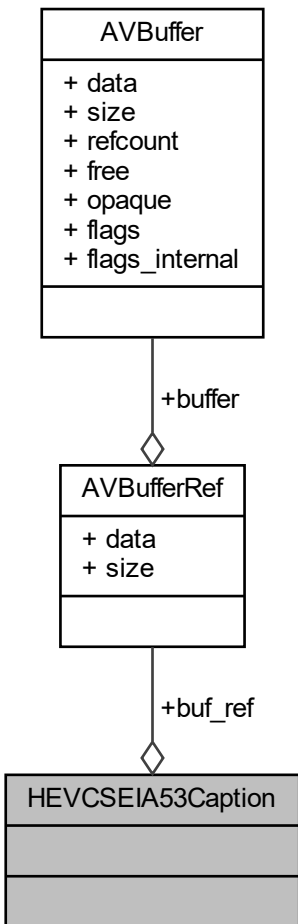 AVBuffer
+ data
+ size
+ refcount
+ free
+ opaque
+ flags
+ flags_internal
+buffer
AVBufferRef
+ data
+ size
+buf_ref
HEVCSEIA53Caption